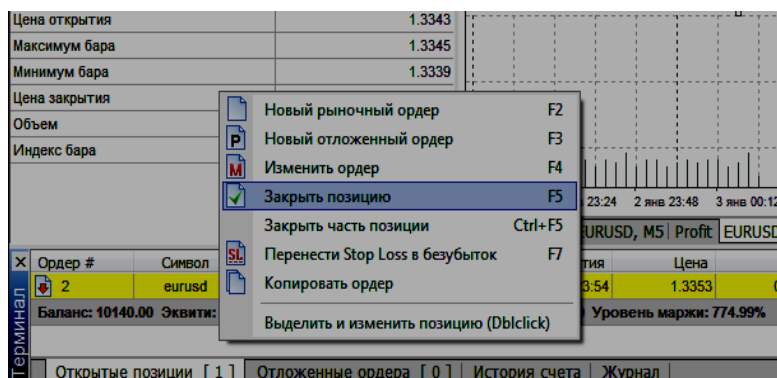 Цена открытия 1.3343
Максимум бара 1.3345
Минимум бара 1.3339
Цена закрытия
Объем
Индекс бара
Новый рыночный ордер F2
P Новый отложенный ордер F3
M Изменить ордер F4
Закрыть позицию F5
Закрыть часть позиции Ctrl+F5
SL Перенести Stop Loss в безубыток F7
Копировать ордер
Выделить и изменить позицию (Dblclick)
23:24 2 янв 23:48 3 янв 00:12
EURUSD, M5 Profit EURUSD
Ордер # Символ Цена
2 eurusd 3:54 1.3353
Баланс: 10140.00 Эквити: Уровень маржи: 774.99%
Терминал
Открытые позиции [ 1 ] Отложенные ордера [ 0 ] История счета Журнал